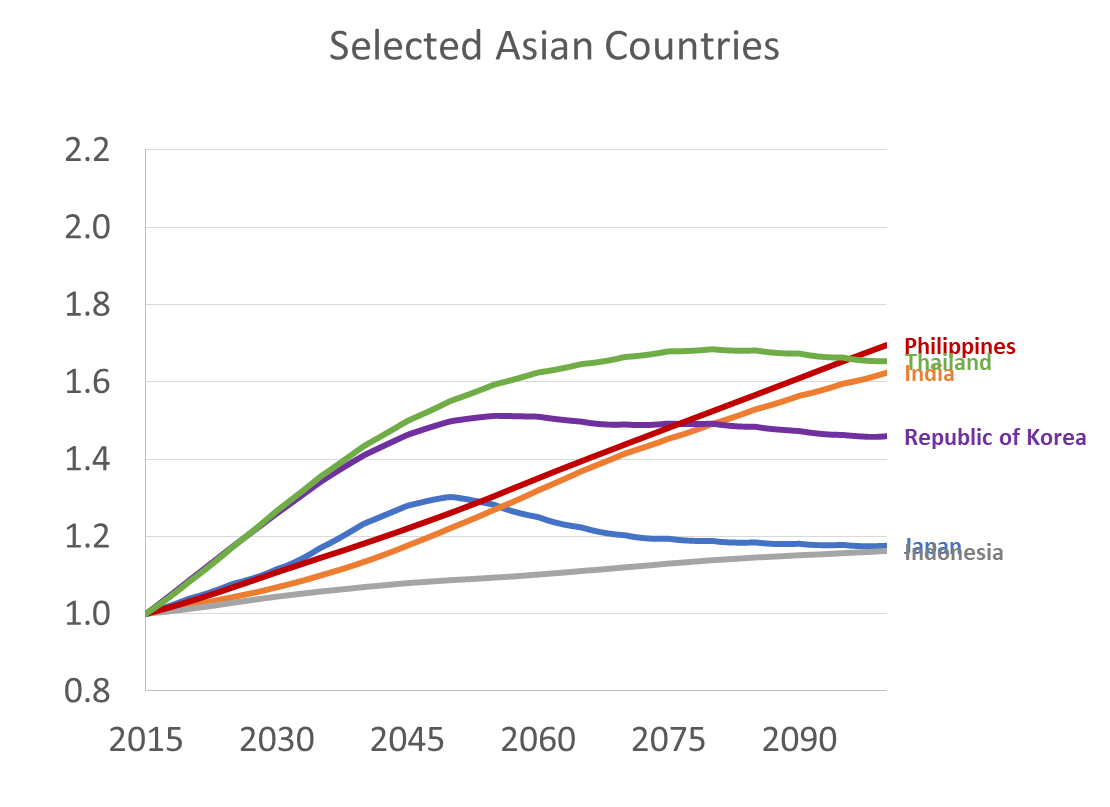 Selected Asian Countries
2.2
2.0
1.8
1.6
1.4
1.2
1.0
0.8
2015 2030 2045 2060 2075 2090
Philippines
Thailand
India
Republic of Korea
Japan
Indonesia